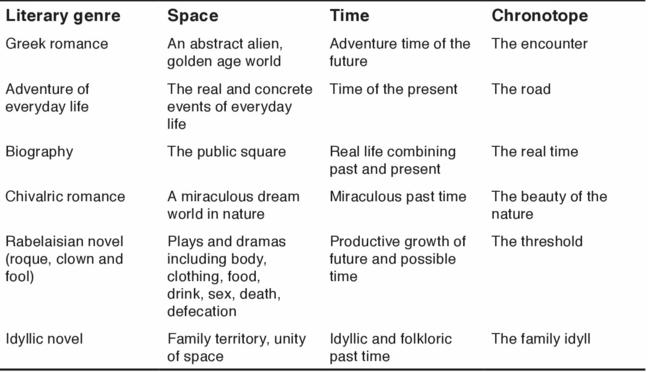 Literary genre Space Time Chronotope
Greek romance An abstract alien, Adventure time of the The encounter
golden age world future
Adventure of The real and concrete Time of the present The road
everyday life events of everyday
life
Biography The public square Real life combining The real time
past and present
Chivalric romance A miraculous dream Miraculous past time The beauty of the
world in nature nature
Rabelaisian novel Plays and dramas Productive growth of The threshold
(roque, clown and including body, future and possible
fool) clothing, food, time
drink, sex, death,
defecation
Idyllic novel Family territory, unity Idyllic and folkloric The family idyll
of space past time